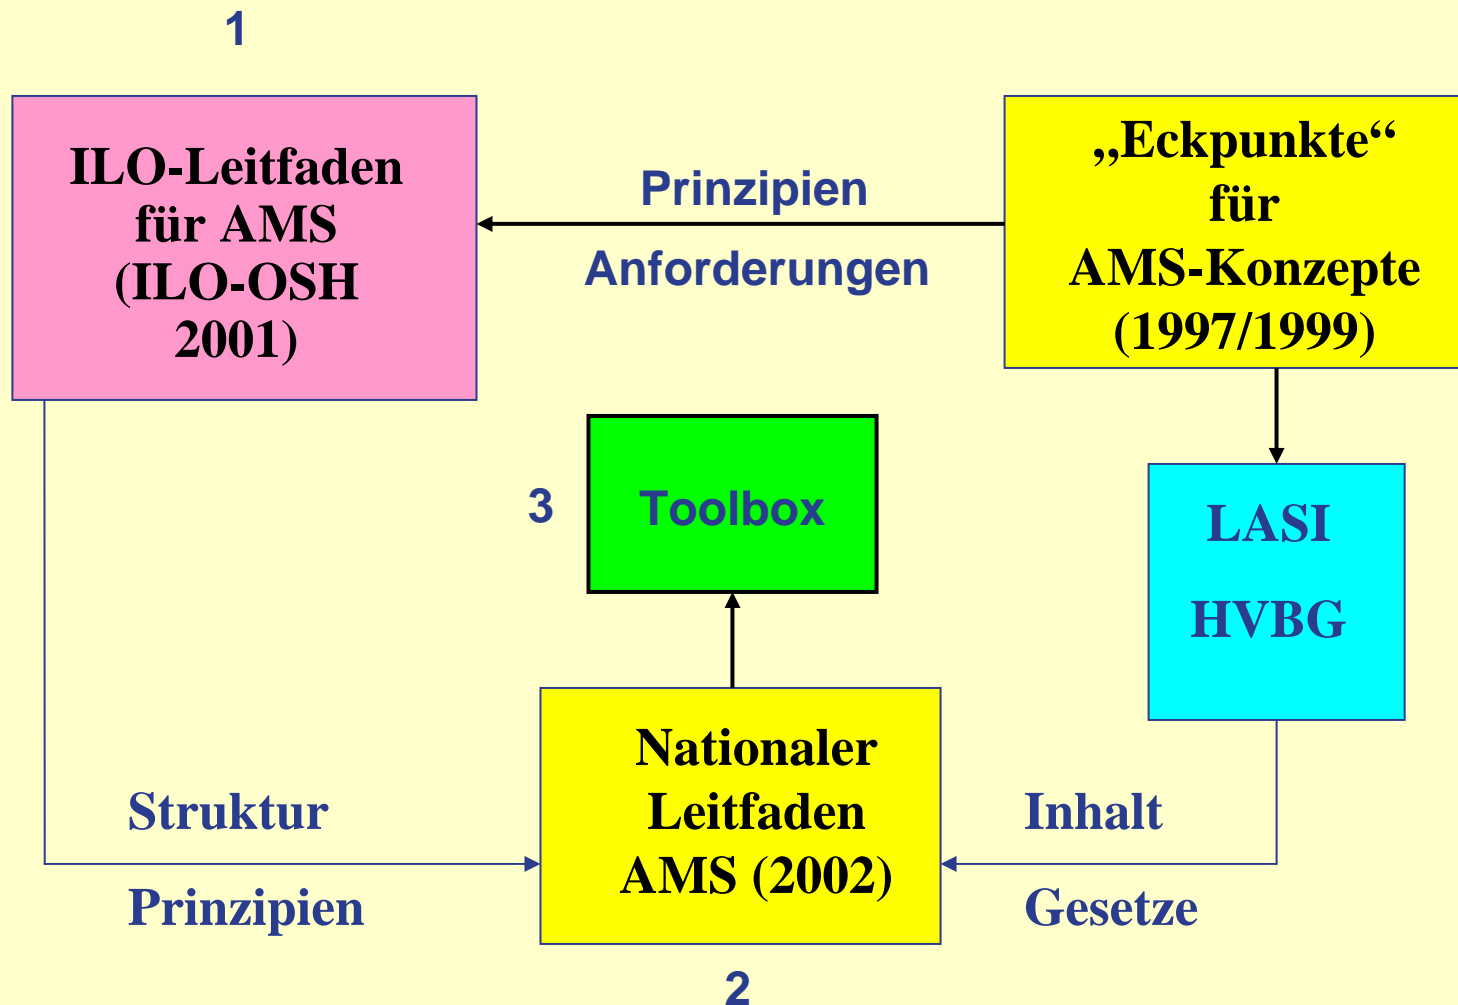 1
ILO-Leitfaden
für AMS
(ILO-OSH
2001)
Prinzipien
Anforderungen
„Eckpunkte“
für
AMS-Konzepte
(1997/1999)
3
Toolbox
LASI
HVBG
Struktur
Prinzipien
Nationaler
Leitfaden
AMS (2002)
Inhalt
Gesetze
2